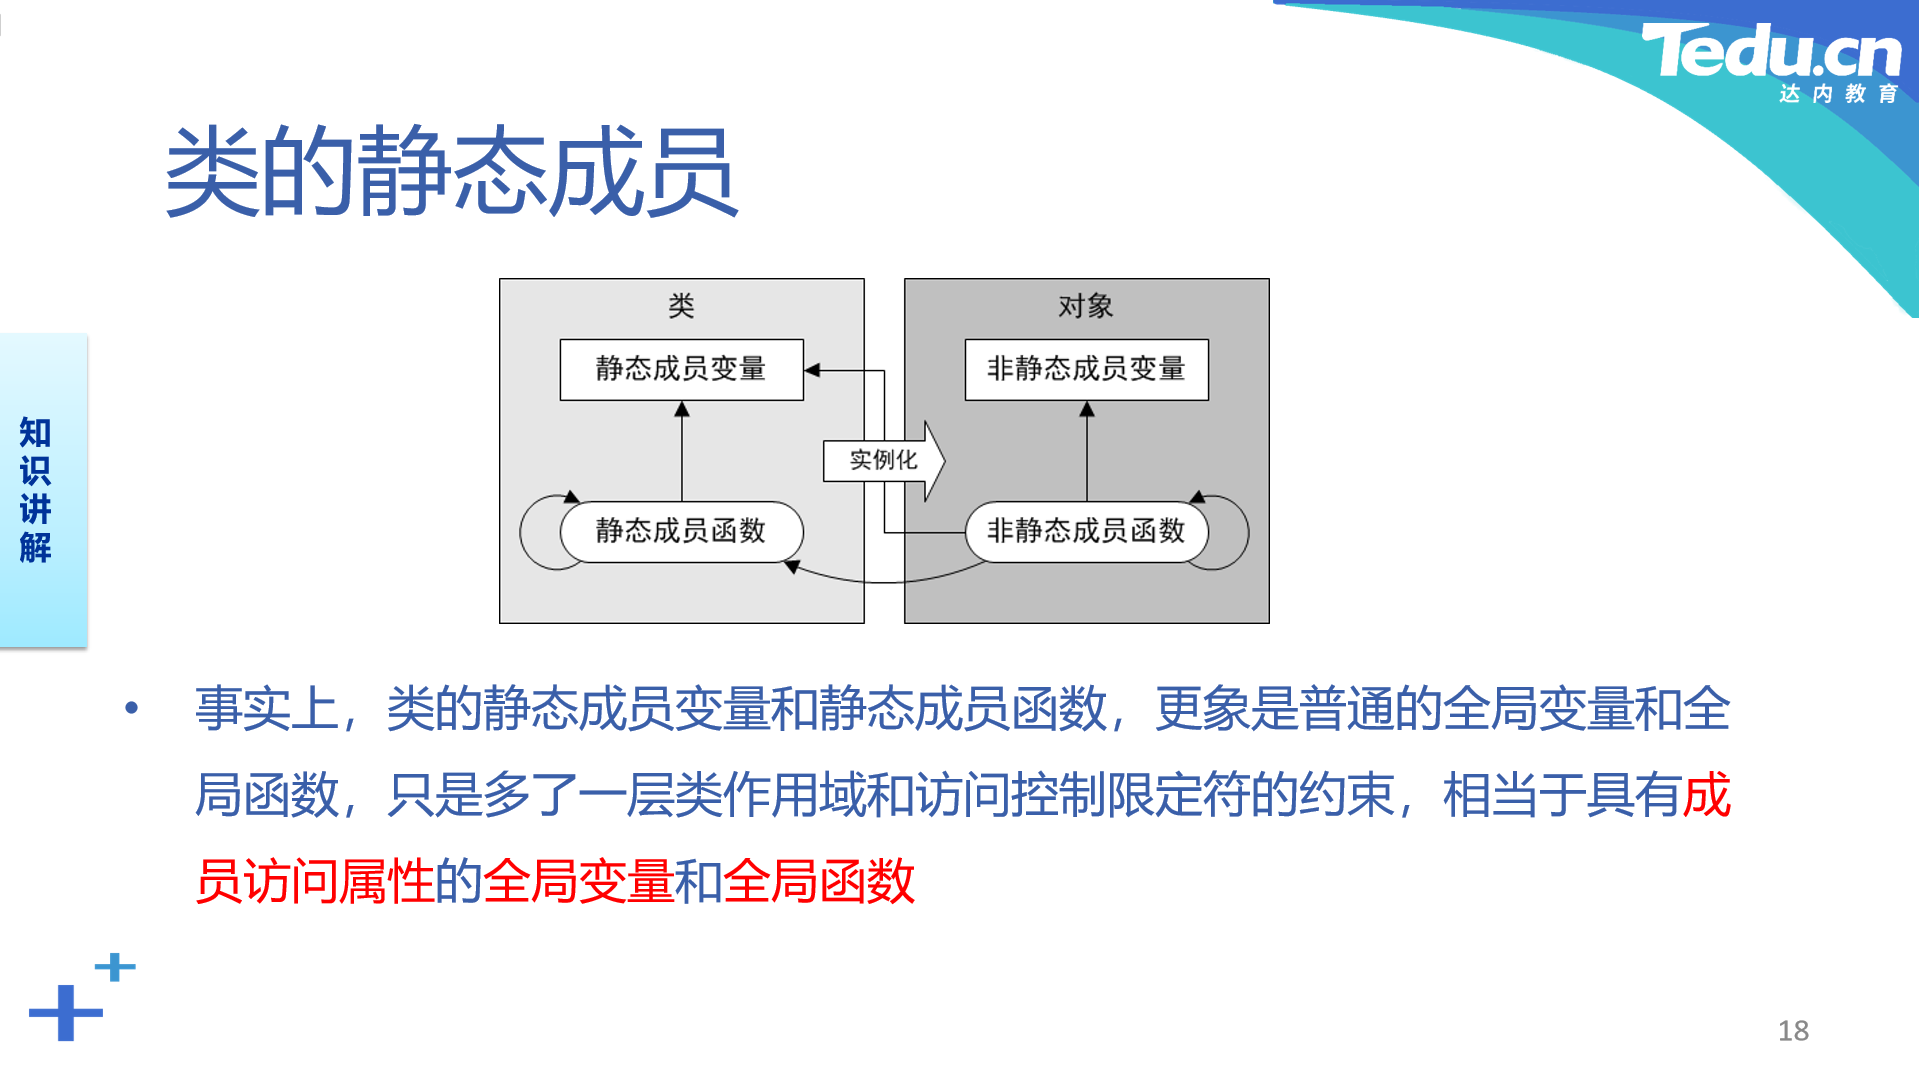 Tedu.cn
达内教育
类的静态成员
类
对象
静态成员变量
非静态成员变量
实例化
静态成员函数
非静态成员函数
知
识
讲
解
• 事实上，类的静态成员变量和静态成员函数，更象是普通的全局变量和全
局函数，只是多了一层类作用域和访问控制限定符的约束，相当于具有成
员访问属性的全局变量和全局函数
18